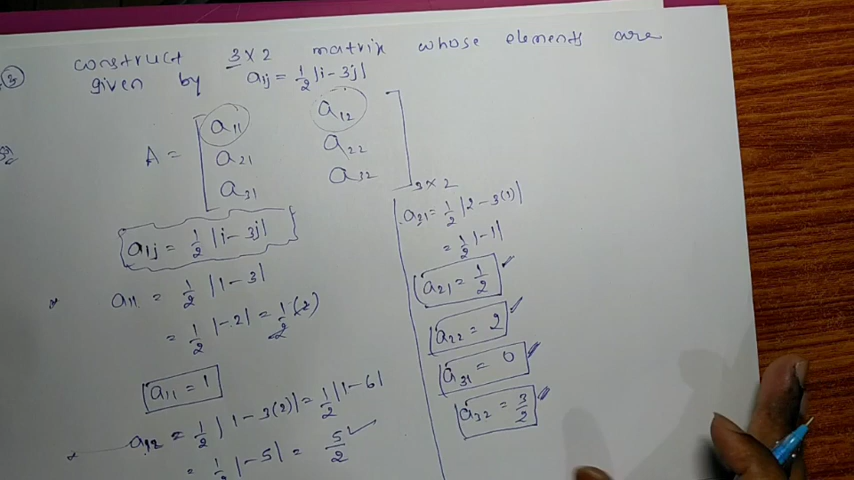 construct 3×2 matrix whose elements are
given by aij = 1/2 |i-3j|
A = [ a11 a12
a21 a22
a31 a32 ] 3×2
aij = 1/2 |i-3j|
a11 = 1/2 |1-3|
= 1/2 |-2| = 1/2 (2)
a11 = 1
a12 = 1/2 |1-3(2)| = 1/2 |1-6|
= 1/2 |-5| = 5/2
a21 = 1/2 |2-3(1)|
= 1/2 |-1|
a21 = 1/2
a22 = 2
a31 = 0
a32 = 3/2